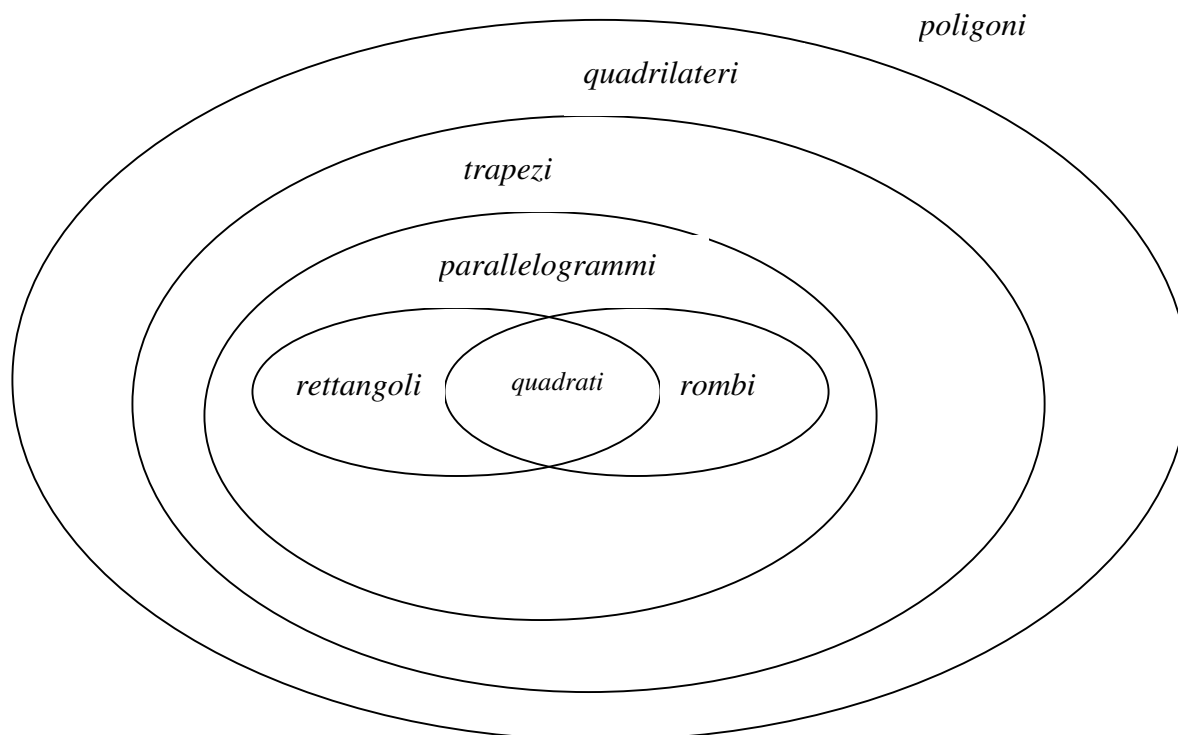 poligoni
quadrilateri
trapezi
parallelogrammi
rettangoli quadrati rombi